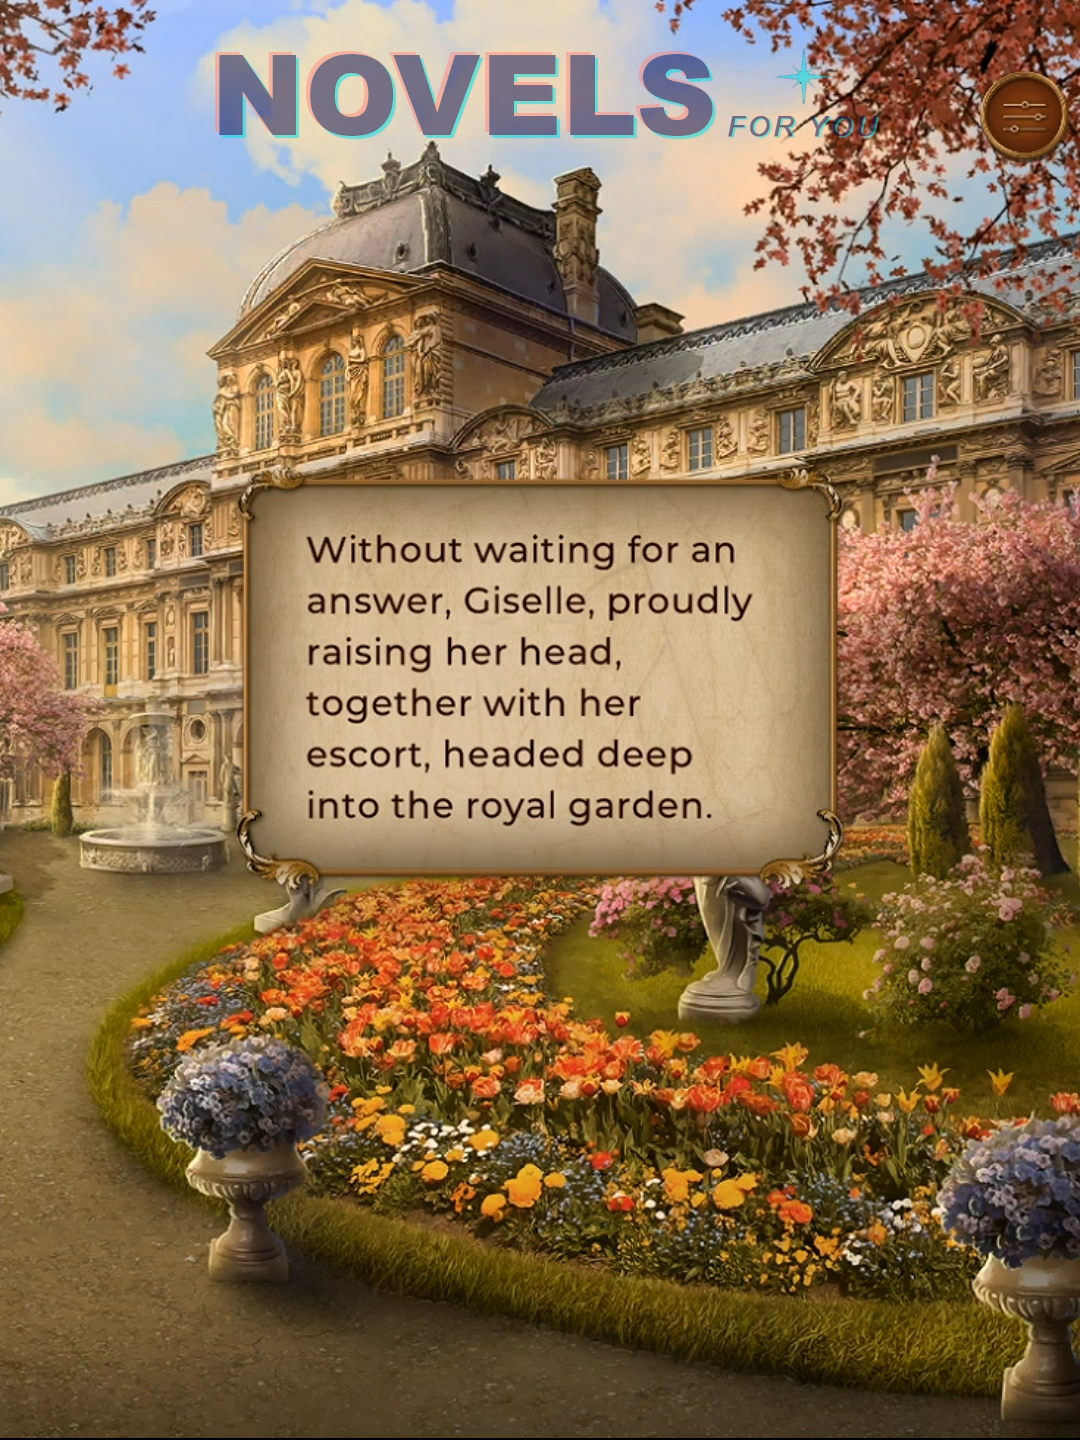 NOVELS FOR YOU
Without waiting for an
answer, Giselle, proudly
raising her head,
together with her
escort, headed deep
into the royal garden.